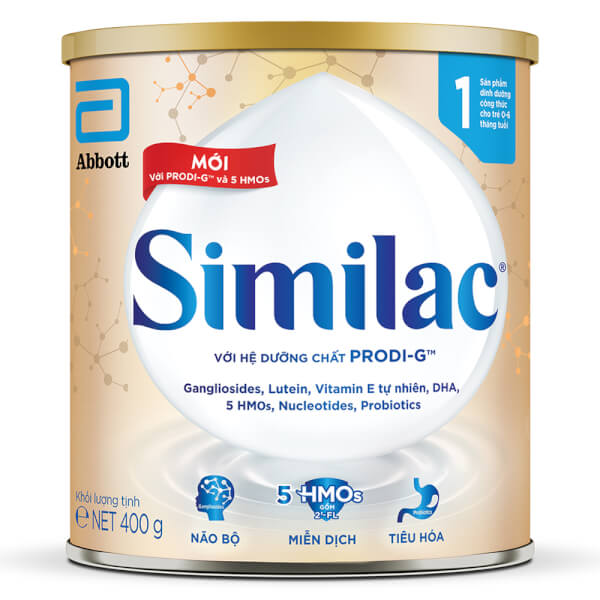 Abbott
1
Sản phẩm
dinh dưỡng
công thức
cho trẻ 0-6
tháng tuổi
MỚI
Với PRODI-G™ và 5 HMOs
Similac®
VỚI HỆ DƯỠNG CHẤT PRODI-G™
Gangliosides, Lutein, Vitamin E tự nhiên, DHA,
5 HMOs, Nucleotides, Probiotics
Khối lượng tịnh
℮ NET 400 g
Gangliosides
NÃO BỘ
5 HMOs
GỒM
2'-FL
MIỄN DỊCH
Probiotics
TIÊU HÓA